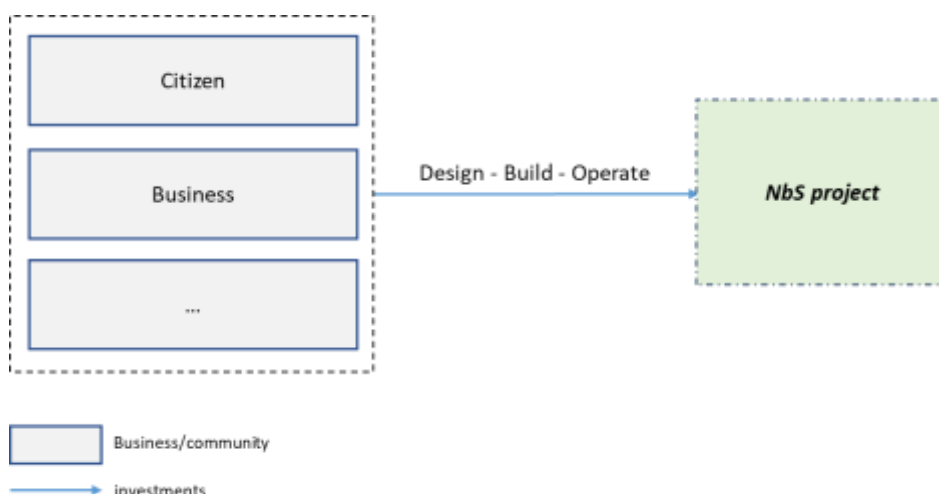 Citizen
Business
Design - Build - Operate
NbS project
...
Business/community
investments